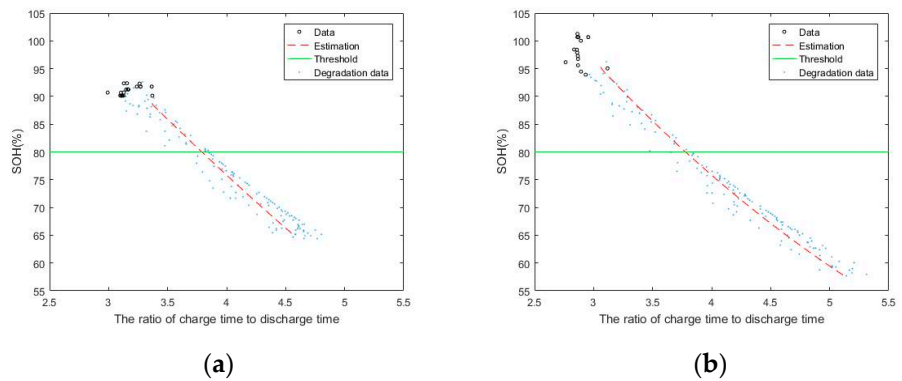 105
100
95
90
85
80
75
70
65
60
55
SOH(%)
Data
Estimation
Threshold
Degradation data
2.5 3 3.5 4 4.5 5 5.5
The ratio of charge time to discharge time
(a)
105
100
95
90
85
80
75
70
65
60
55
SOH(%)
Data
Estimation
Threshold
Degradation data
2.5 3 3.5 4 4.5 5 5.5
The ratio of charge time to discharge time
(b)